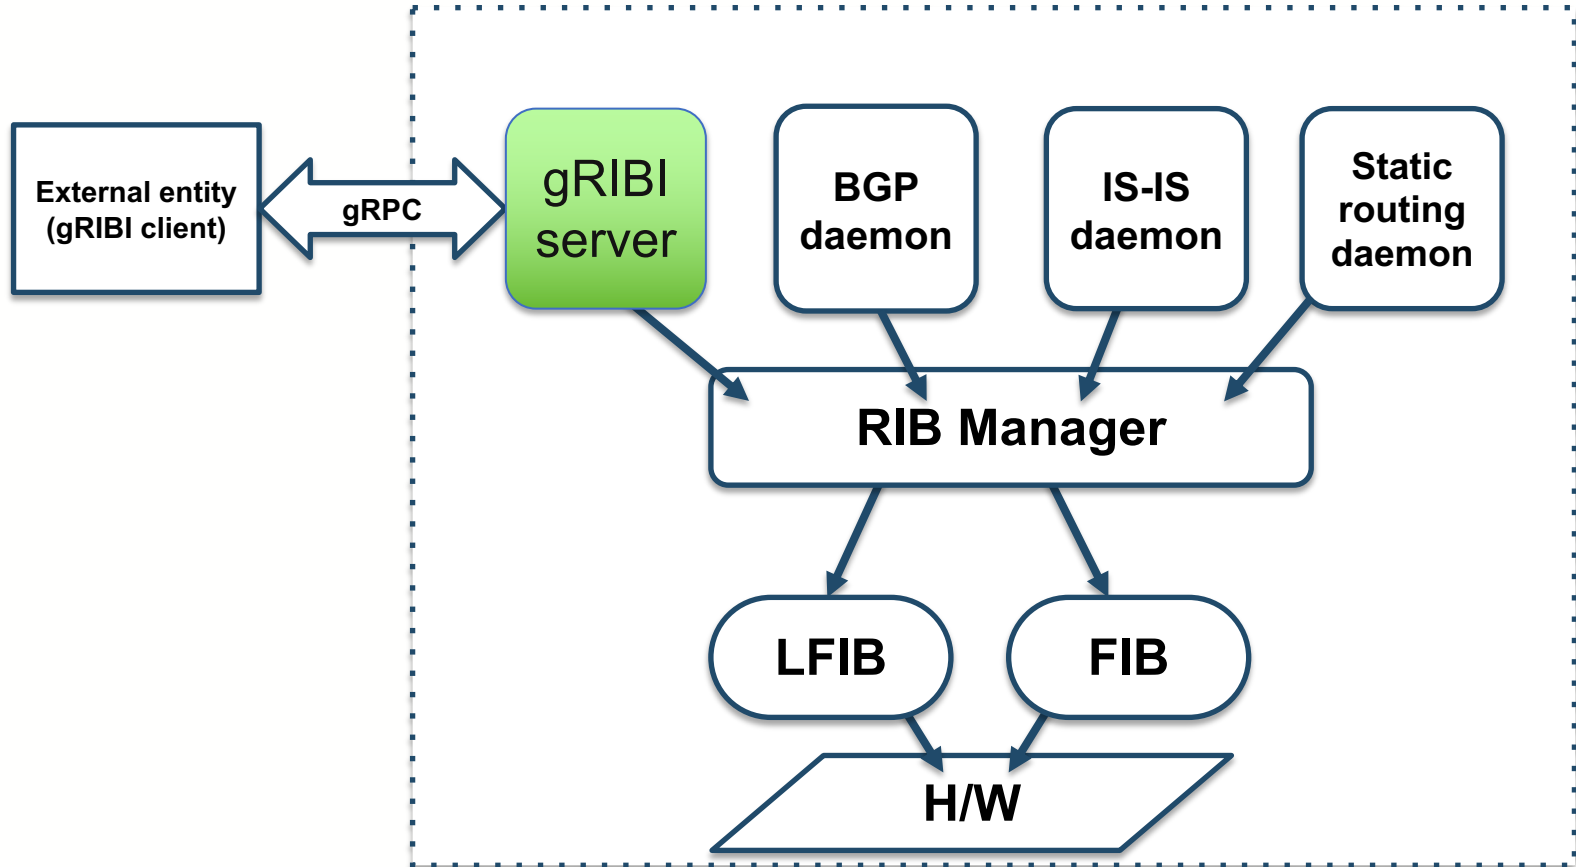 External entity
(gRIBI client)
gRPC
gRIBI
server
BGP
daemon
IS-IS
daemon
Static
routing
daemon
RIB Manager
LFIB
FIB
H/W